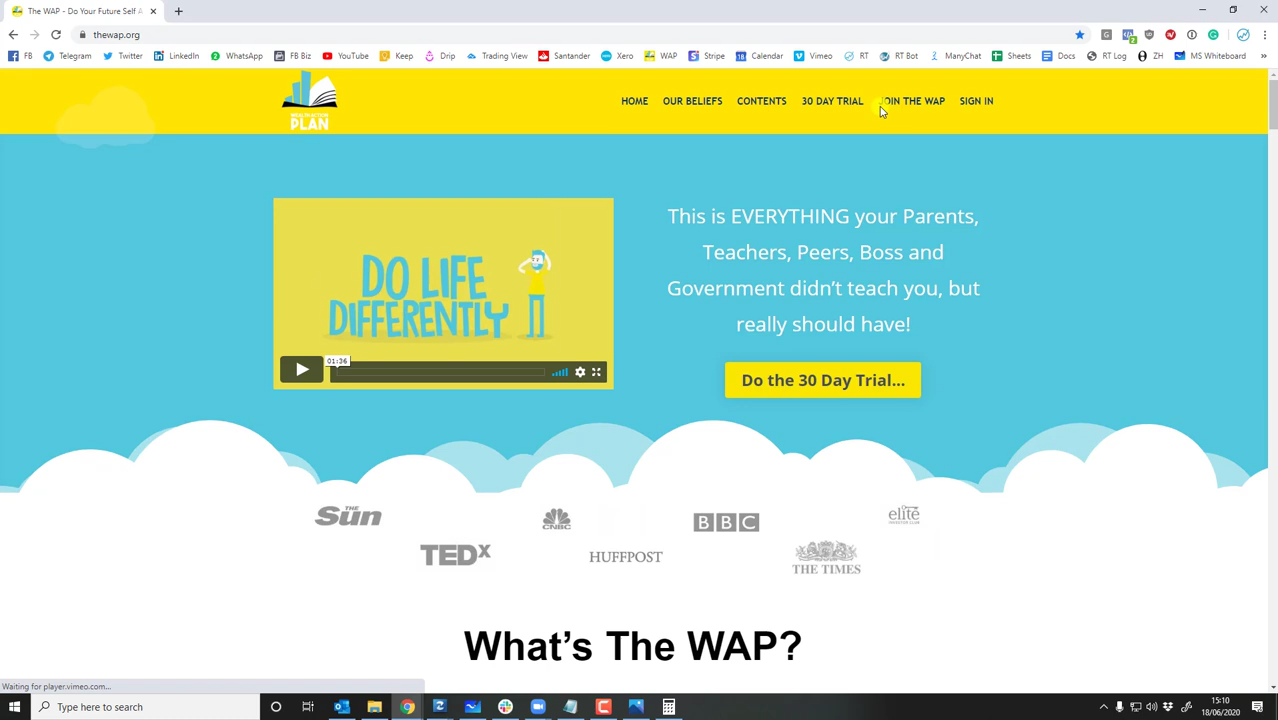 The WAP - Do Your Future Self A
thewap.org
FB
Telegram
Twitter
LinkedIn
WhatsApp
FB Biz
YouTube
Keep
Drip
Trading View
Santander
Xero
WAP
Stripe
Calendar
Vimeo
RT
RT Bot
ManyChat
Sheets
Docs
RT Log
ZH
MS Whiteboard
WEALTH ACTION
PLAN
HOME
OUR BELIEFS
CONTENTS
30 DAY TRIAL
JOIN THE WAP
SIGN IN
DO LIFE
DIFFERENTLY
01:36
This is EVERYTHING your Parents,
Teachers, Peers, Boss and
Government didn't teach you, but
really should have!
Do the 30 Day Trial...
THE Sun
CNBC
BBC
elite
TEDx
HUFFPOST
THE TIMES
What's The WAP?
Waiting for player.vimeo.com...
Type here to search
15:10
18/06/2020